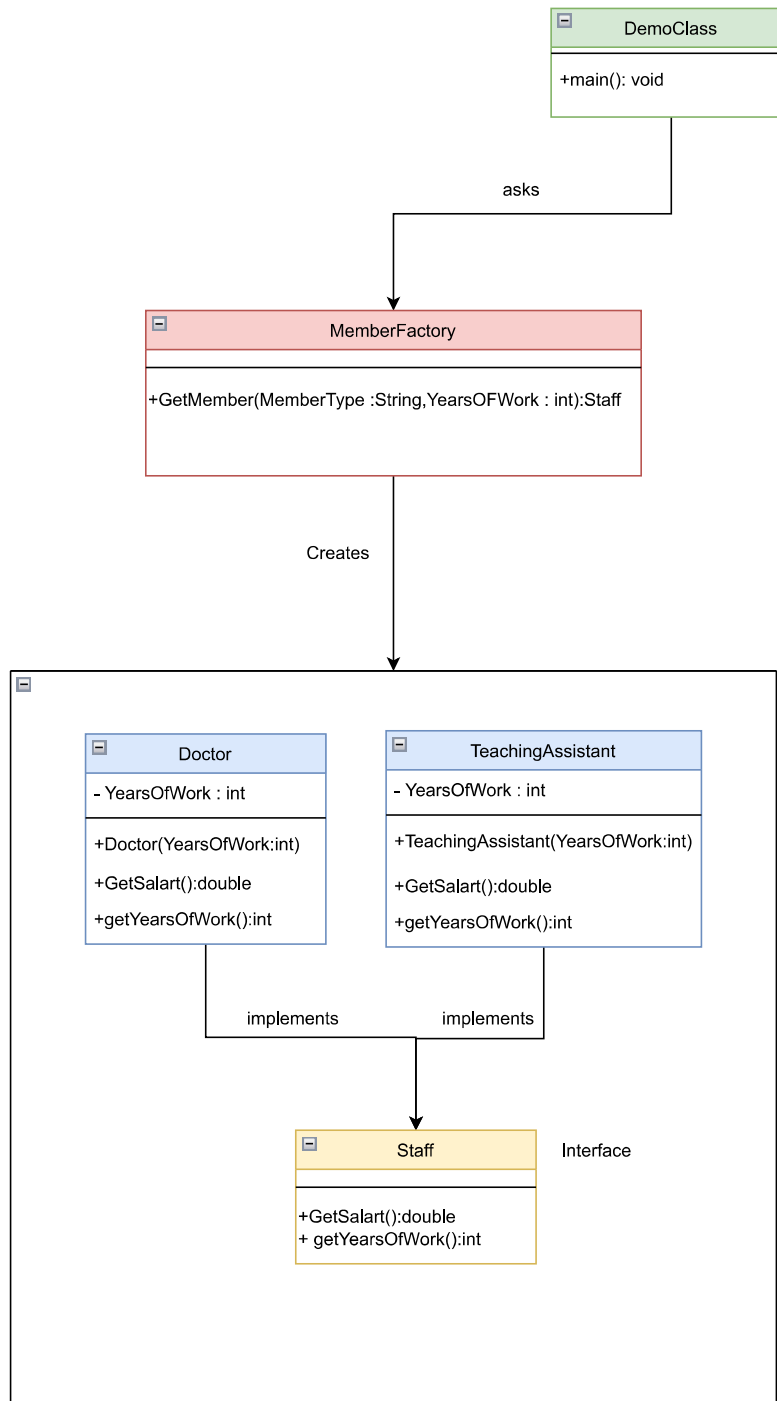 DemoClass
+main(): void
asks
MemberFactory
+GetMember(MemberType :String,YearsOFWork : int):Staff
Creates
Doctor
- YearsOfWork : int
+Doctor(YearsOfWork:int)
+GetSalart():double
+getYearsOfWork():int
TeachingAssistant
- YearsOfWork : int
+TeachingAssistant(YearsOfWork:int)
+GetSalart():double
+getYearsOfWork():int
implements
implements
Staff
Interface
+GetSalart():double
+ getYearsOfWork():int